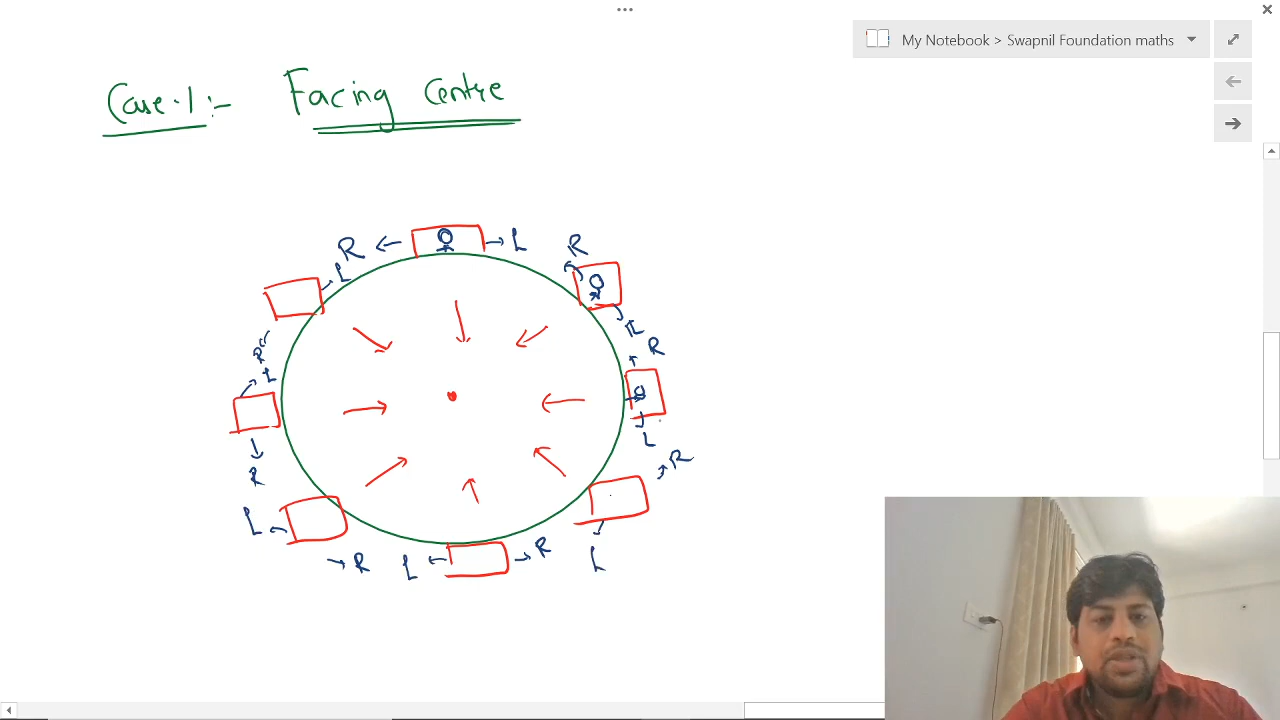 My Notebook > Swapnil Foundation maths
Case-1 :- Facing Centre
R ← → L
R
L
L
R
R
L
R
L
L
R
R
L
→ R
L ← → R
L